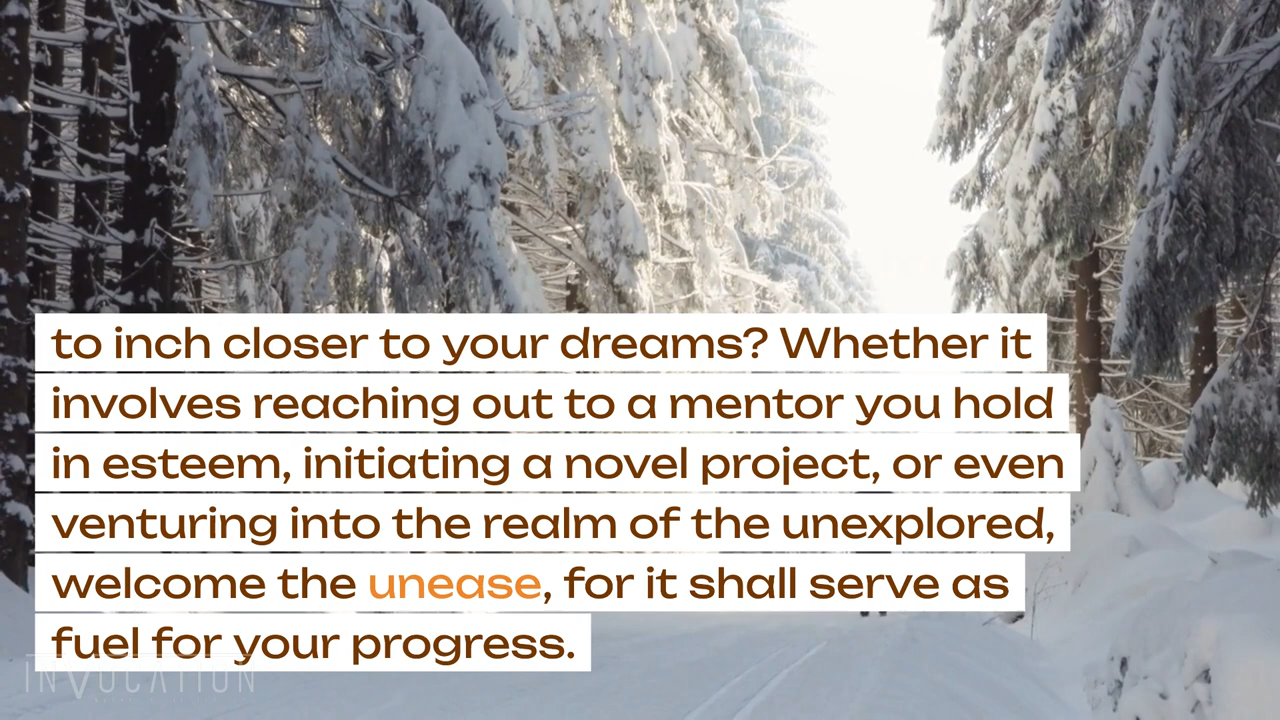 to inch closer to your dreams? Whether it
involves reaching out to a mentor you hold
in esteem, initiating a novel project, or even
venturing into the realm of the unexplored,
welcome the unease, for it shall serve as
fuel for your progress.
INVOCATION